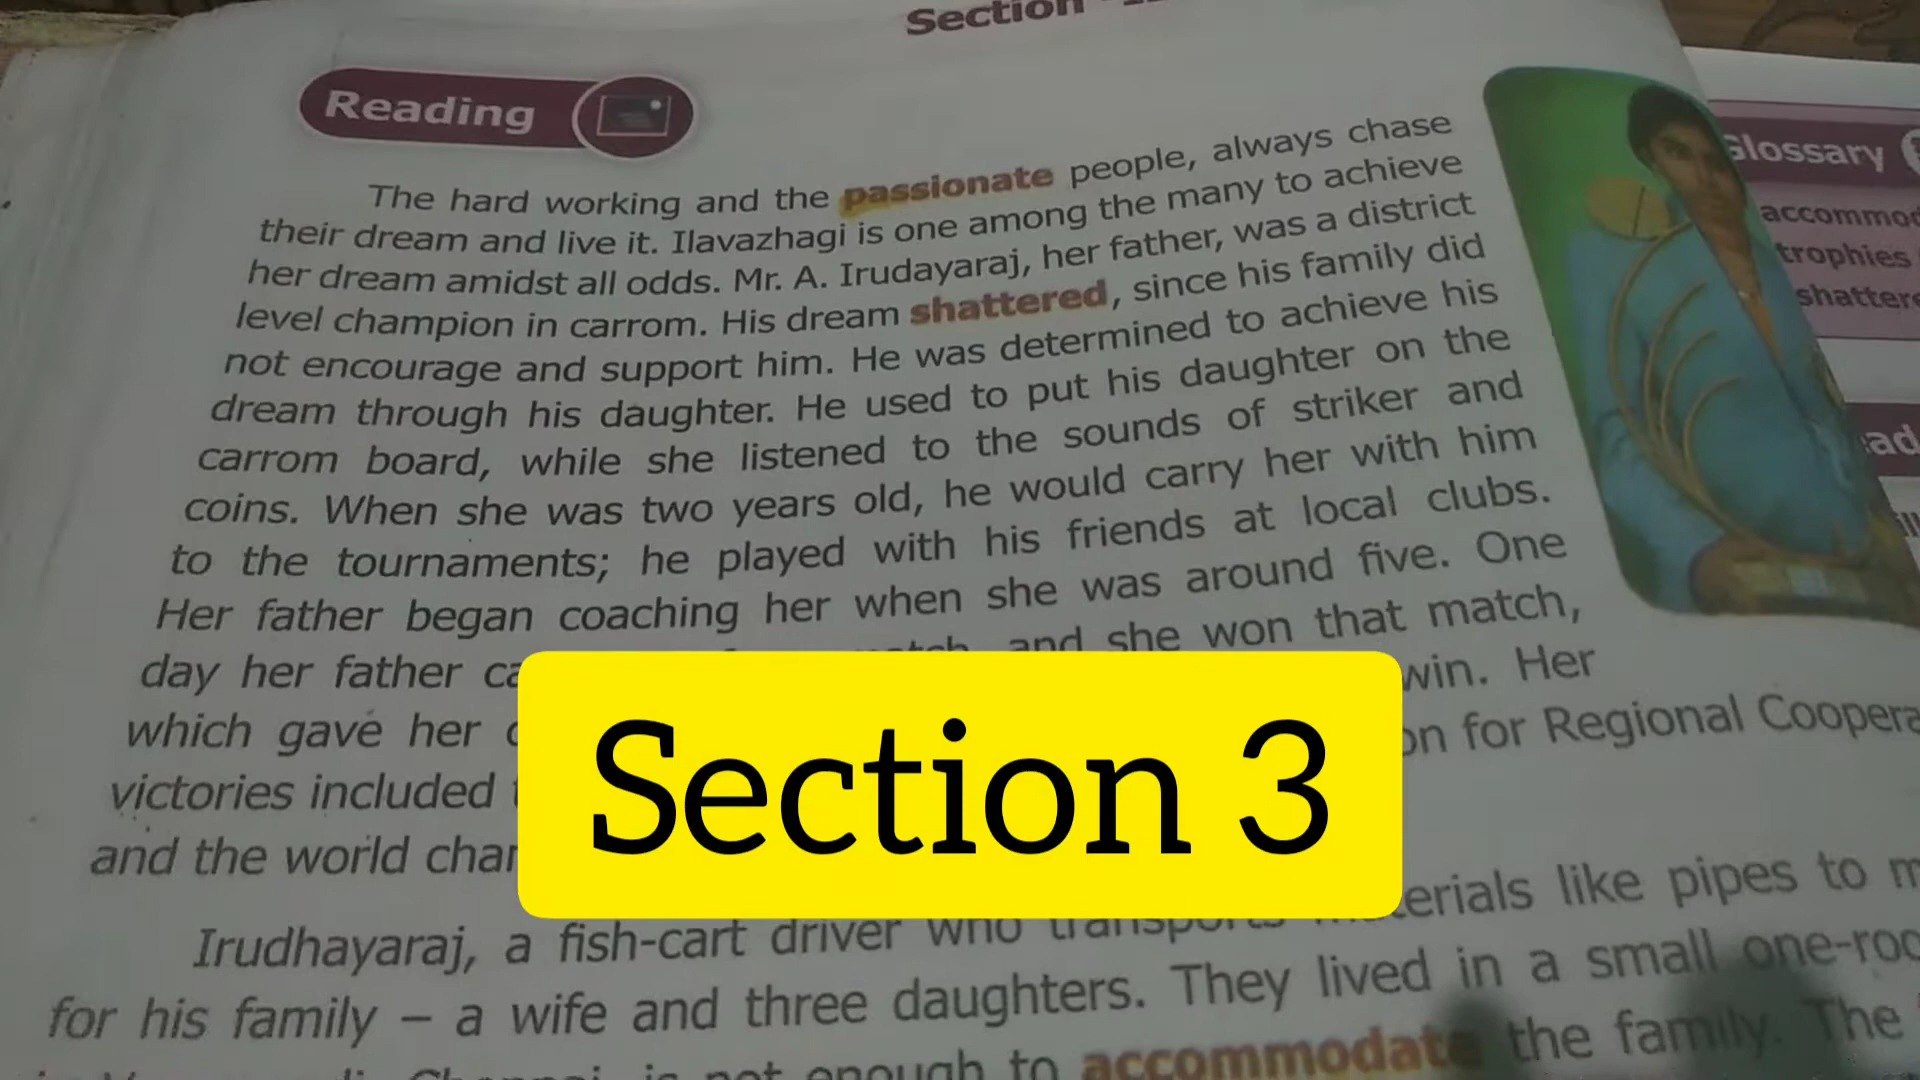 Section
Reading
The hard working and the passionate people, always chase
their dream and live it. Ilavazhagi is one among the many to achieve
her dream amidst all odds. Mr. A. Irudayaraj, her father, was a district
level champion in carrom. His dream shattered, since his family did
not encourage and support him. He was determined to achieve his
dream through his daughter. He used to put his daughter on the
carrom board, while she listened to the sounds of striker and
coins. When she was two years old, he would carry her with him
to the tournaments; he played with his friends at local clubs.
Her father began coaching her when she was around five. One
day her father and she won that match,
which gave her win. Her
victories included on for Regional
and the world
Irudhayaraj, a fish-cart driver who transports like pipes to
for his family – a wife and three daughters. They lived in a small
is not enough to accommodate the family. The
Section 3
Glossary
trophies